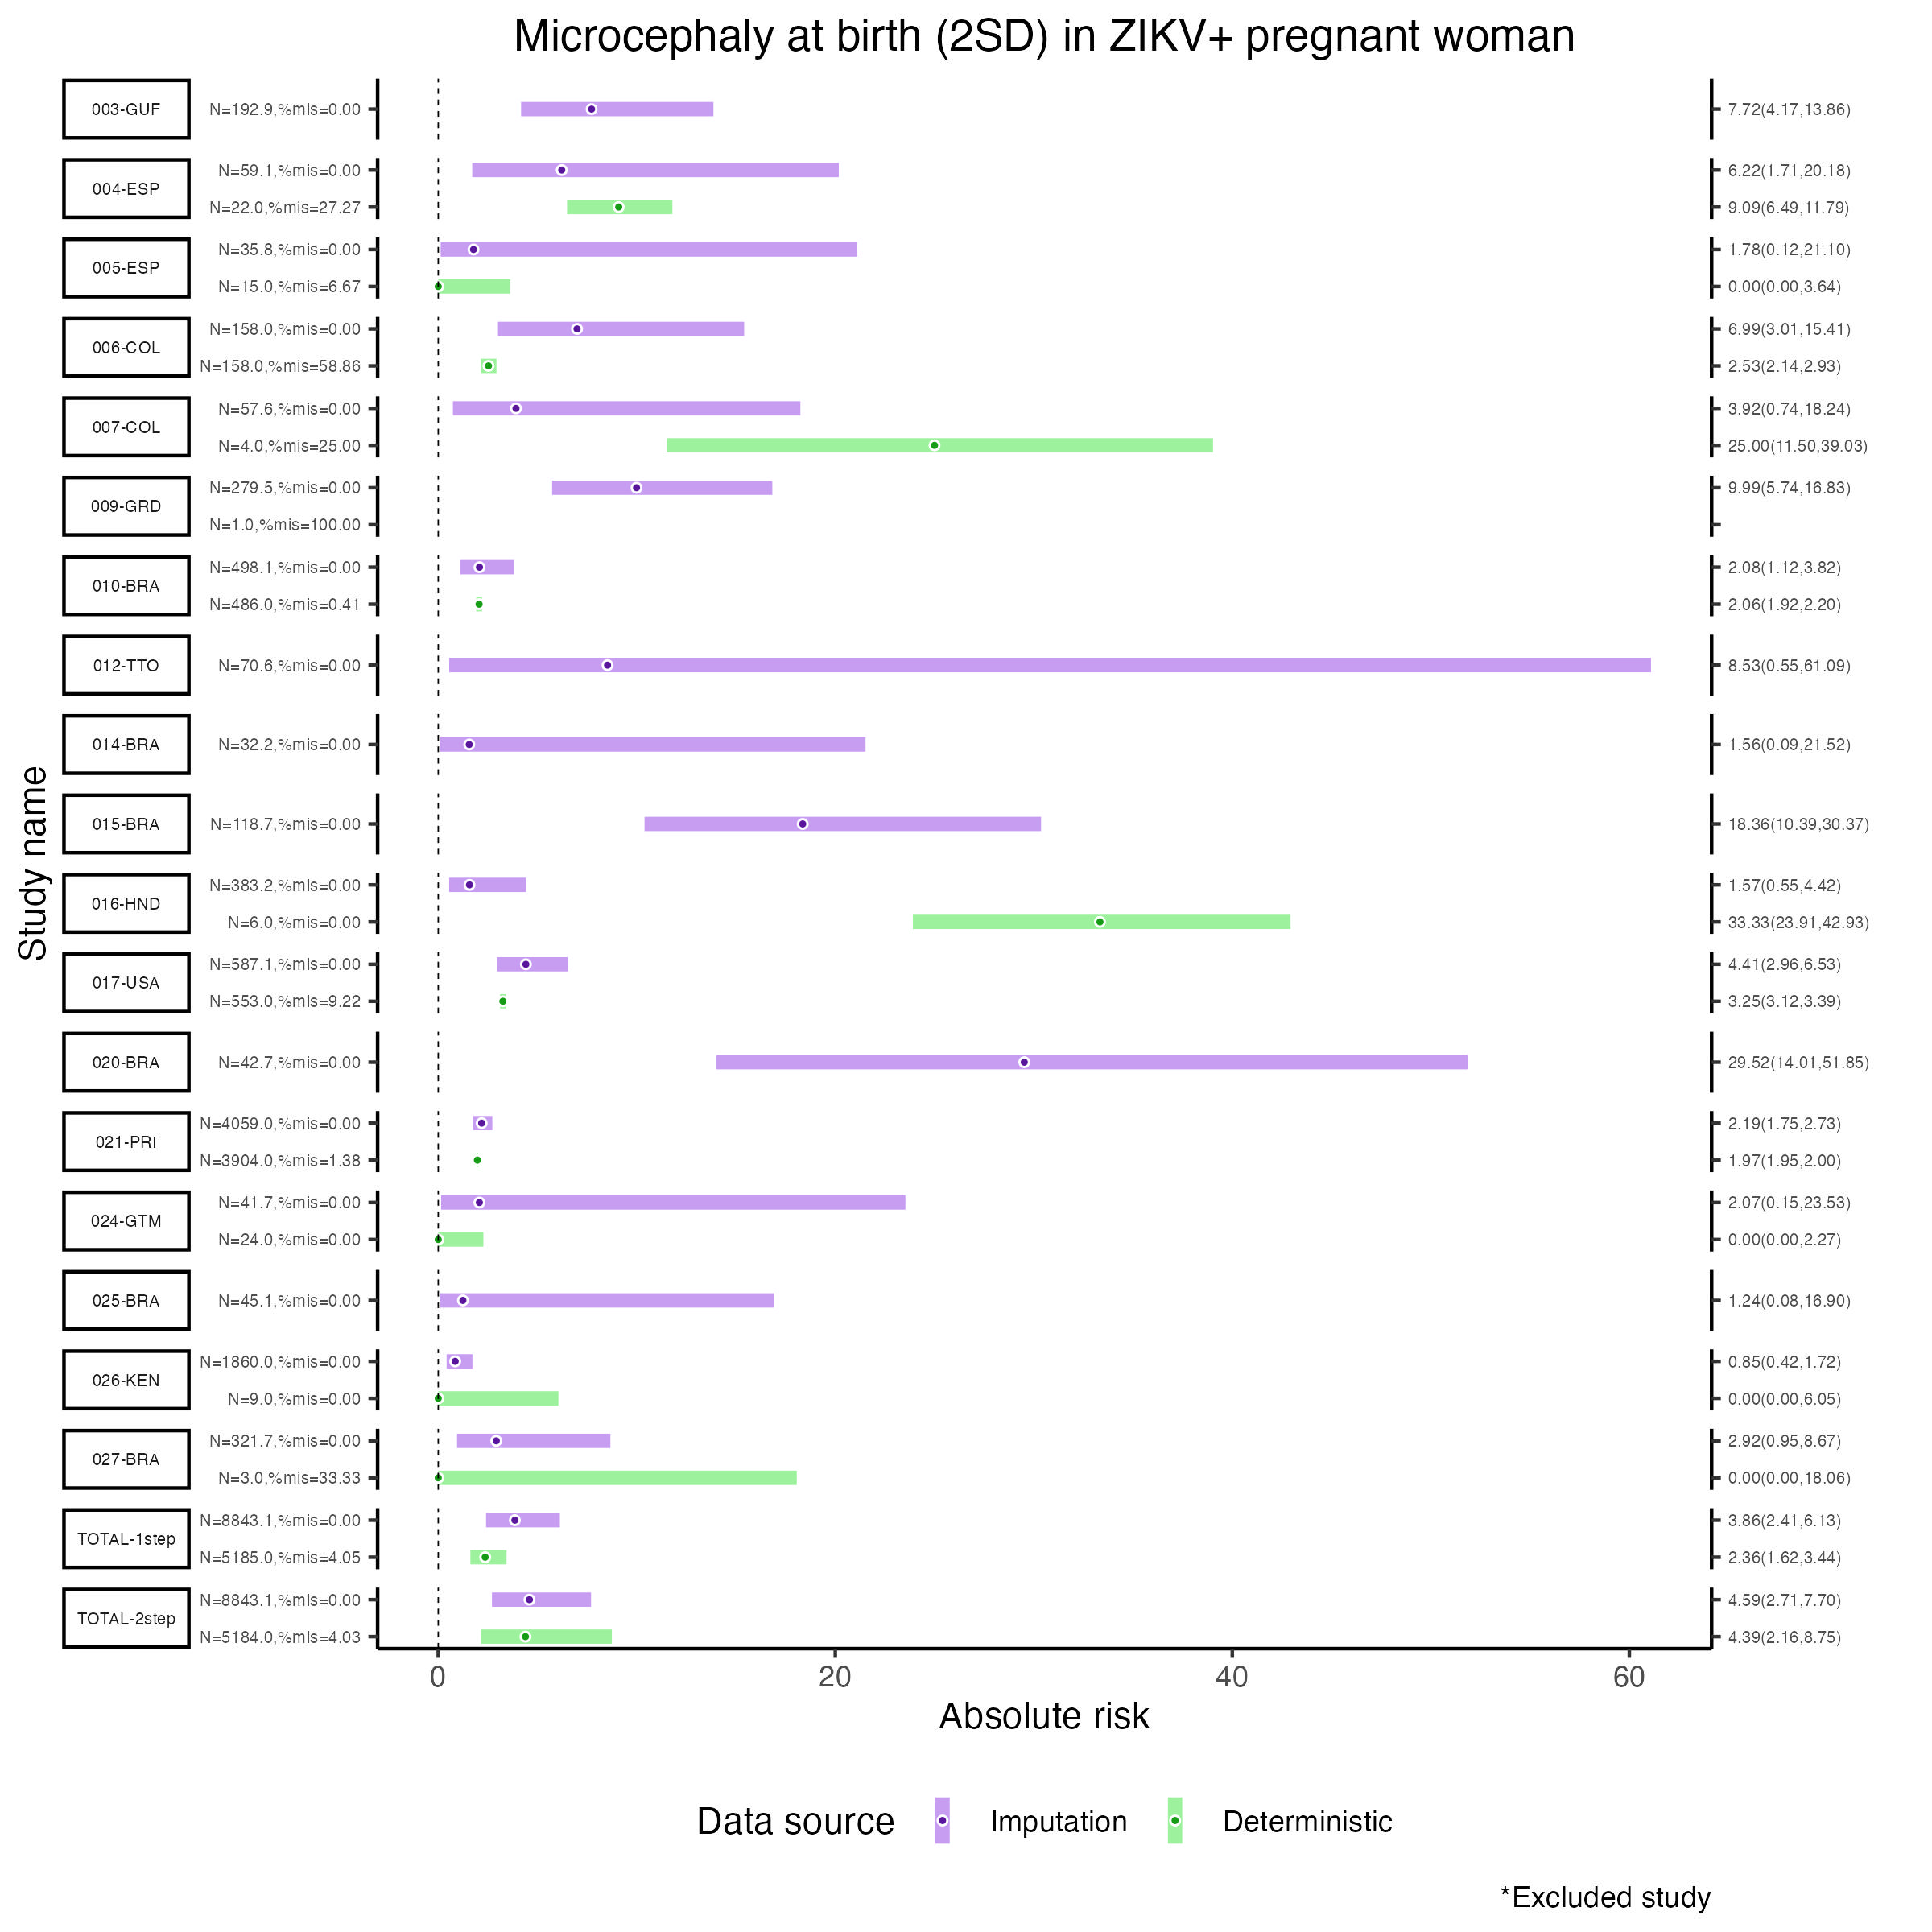 Microcephaly at birth (2SD) in ZIKV+ pregnant woman
Study name
003-GUF
N=192.9,%mis=0.00
7.72(4.17,13.86)
004-ESP
N=59.1,%mis=0.00
6.22(1.71,20.18)
N=22.0,%mis=27.27
9.09(6.49,11.79)
005-ESP
N=35.8,%mis=0.00
1.78(0.12,21.10)
N=15.0,%mis=6.67
0.00(0.00,3.64)
006-COL
N=158.0,%mis=0.00
6.99(3.01,15.41)
N=158.0,%mis=58.86
2.53(2.14,2.93)
007-COL
N=57.6,%mis=0.00
3.92(0.74,18.24)
N=4.0,%mis=25.00
25.00(11.50,39.03)
009-GRD
N=279.5,%mis=0.00
9.99(5.74,16.83)
N=1.0,%mis=100.00
010-BRA
N=498.1,%mis=0.00
2.08(1.12,3.82)
N=486.0,%mis=0.41
2.06(1.92,2.20)
012-TTO
N=70.6,%mis=0.00
8.53(0.55,61.09)
014-BRA
N=32.2,%mis=0.00
1.56(0.09,21.52)
015-BRA
N=118.7,%mis=0.00
18.36(10.39,30.37)
016-HND
N=383.2,%mis=0.00
1.57(0.55,4.42)
N=6.0,%mis=0.00
33.33(23.91,42.93)
017-USA
N=587.1,%mis=0.00
4.41(2.96,6.53)
N=553.0,%mis=9.22
3.25(3.12,3.39)
020-BRA
N=42.7,%mis=0.00
29.52(14.01,51.85)
021-PRI
N=4059.0,%mis=0.00
2.19(1.75,2.73)
N=3904.0,%mis=1.38
1.97(1.95,2.00)
024-GTM
N=41.7,%mis=0.00
2.07(0.15,23.53)
N=24.0,%mis=0.00
0.00(0.00,2.27)
025-BRA
N=45.1,%mis=0.00
1.24(0.08,16.90)
026-KEN
N=1860.0,%mis=0.00
0.85(0.42,1.72)
N=9.0,%mis=0.00
0.00(0.00,6.05)
027-BRA
N=321.7,%mis=0.00
2.92(0.95,8.67)
N=3.0,%mis=33.33
0.00(0.00,18.06)
TOTAL-1step
N=8843.1,%mis=0.00
3.86(2.41,6.13)
N=5185.0,%mis=4.05
2.36(1.62,3.44)
TOTAL-2step
N=8843.1,%mis=0.00
4.59(2.71,7.70)
N=5184.0,%mis=4.03
4.39(2.16,8.75)
0 20 40 60
Absolute risk
Data source Imputation Deterministic
*Excluded study